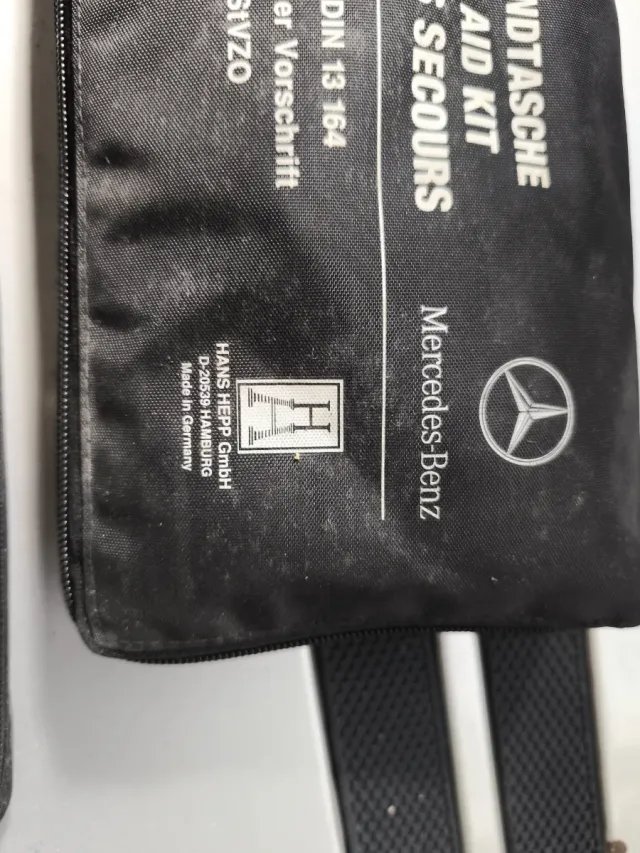 NDTASCHE
AID KIT
SECOURS
Mercedes-Benz
DIN 13 164
er Vorschrift
StVZO
H
HANS HEPP GmbH
D-20539 HAMBURG
Made in Germany